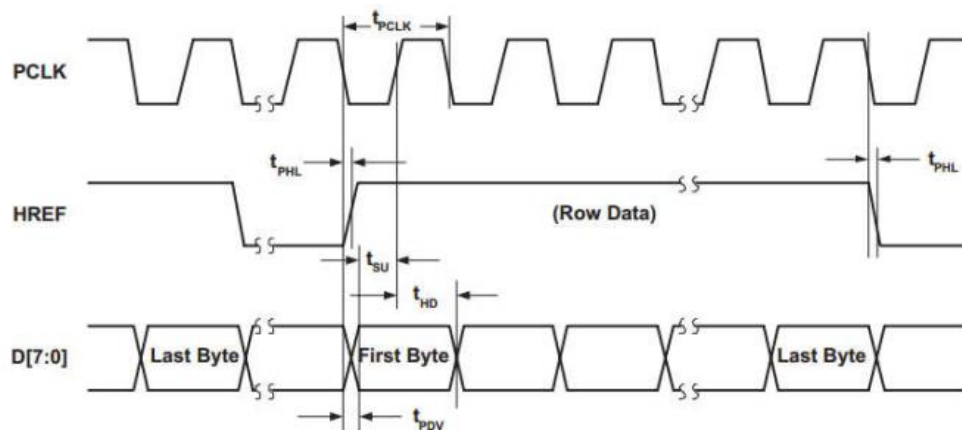 tPCLK
PCLK
tPHL
tPHL
HREF
(Row Data)
tSU
tHD
D[7:0]
Last Byte
First Byte
Last Byte
tPDV